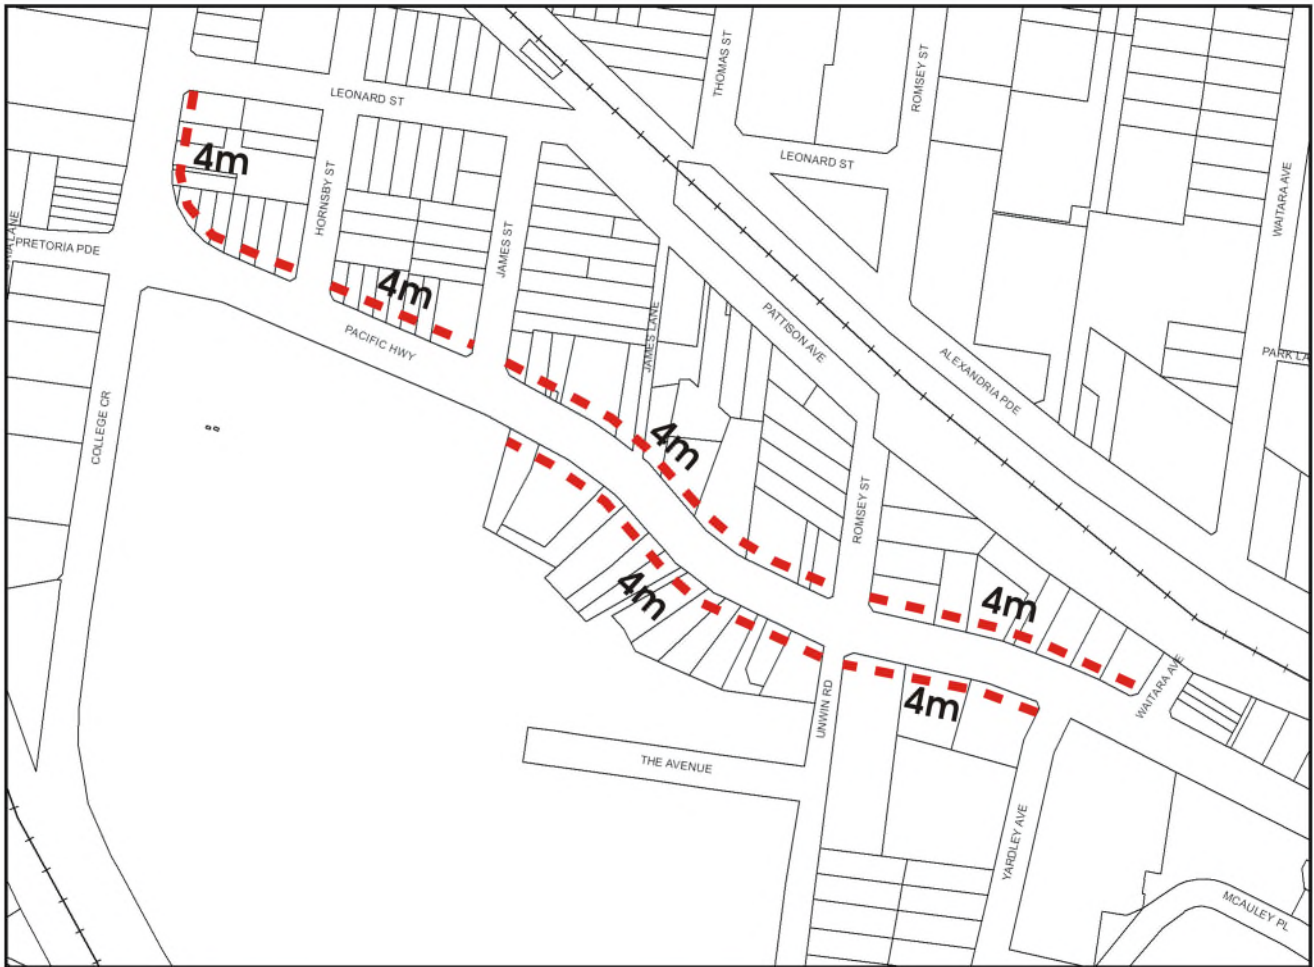 THOMAS ST
ROMSEY ST
LEONARD ST
4m
LEONARD ST
WAITARA AVE
HORNSBY ST
PRETORIA PDE
JAMES ST
4m
PACIFIC HWY
JAMES LANE
PATTISON AVE
ALEXANDRIA PDE
PARK LA
COLLEGE CR
4m
ROMSEY ST
4m
4m
WAITARA AVE
4m
UNWIN RD
THE AVENUE
YARDLEY AVE
MCAULEY PL